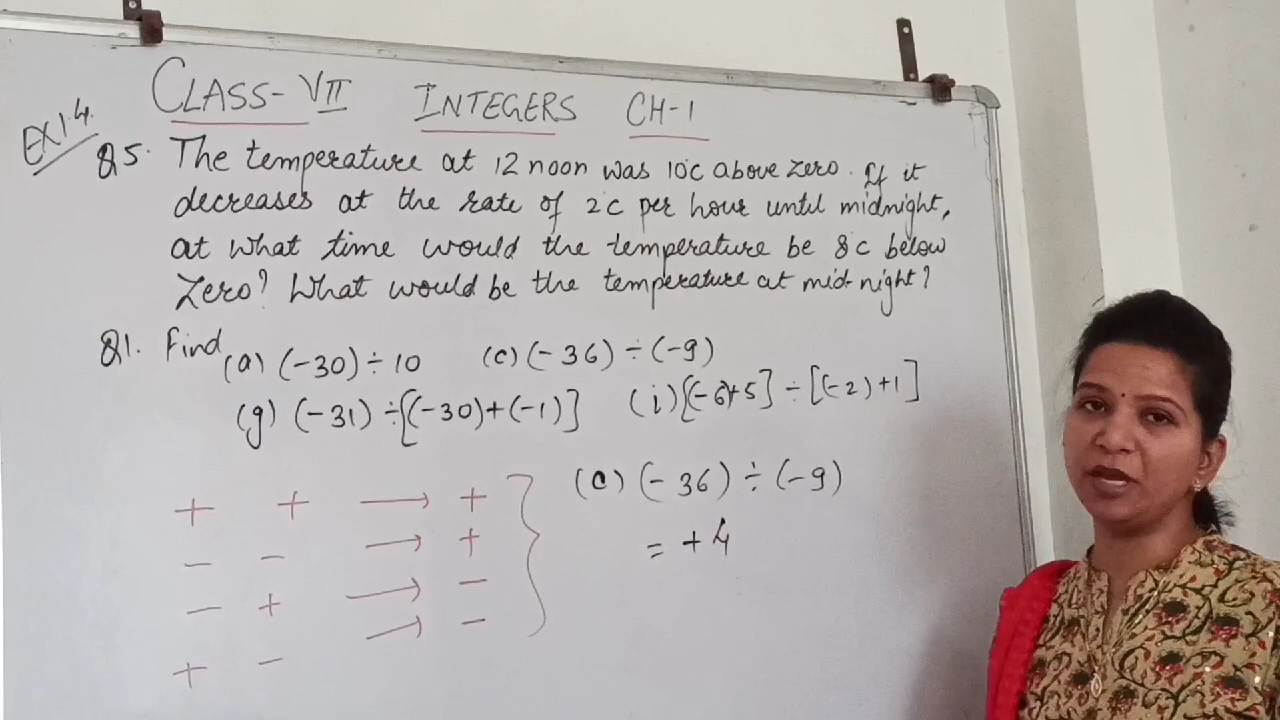 CLASS-VII INTEGERS CH-1
EX 1.4.
Q5. The temperature at 12 noon was 10°c above zero. If it
decreases at the rate of 2c per hour until midnight,
at what time would the temperature be 8c below
Zero? What would be the temperature at mid-night?
Q1. Find (a) (-30) ÷ 10 (c) (-36) ÷ (-9)
(g) (-31) ÷ [(-30)+(-1)] (i) [(-6)+5] ÷ [(-2)+1]
+ + → +
- - → +
- + → -
+ - → -
(c) (-36) ÷ (-9)
= +4